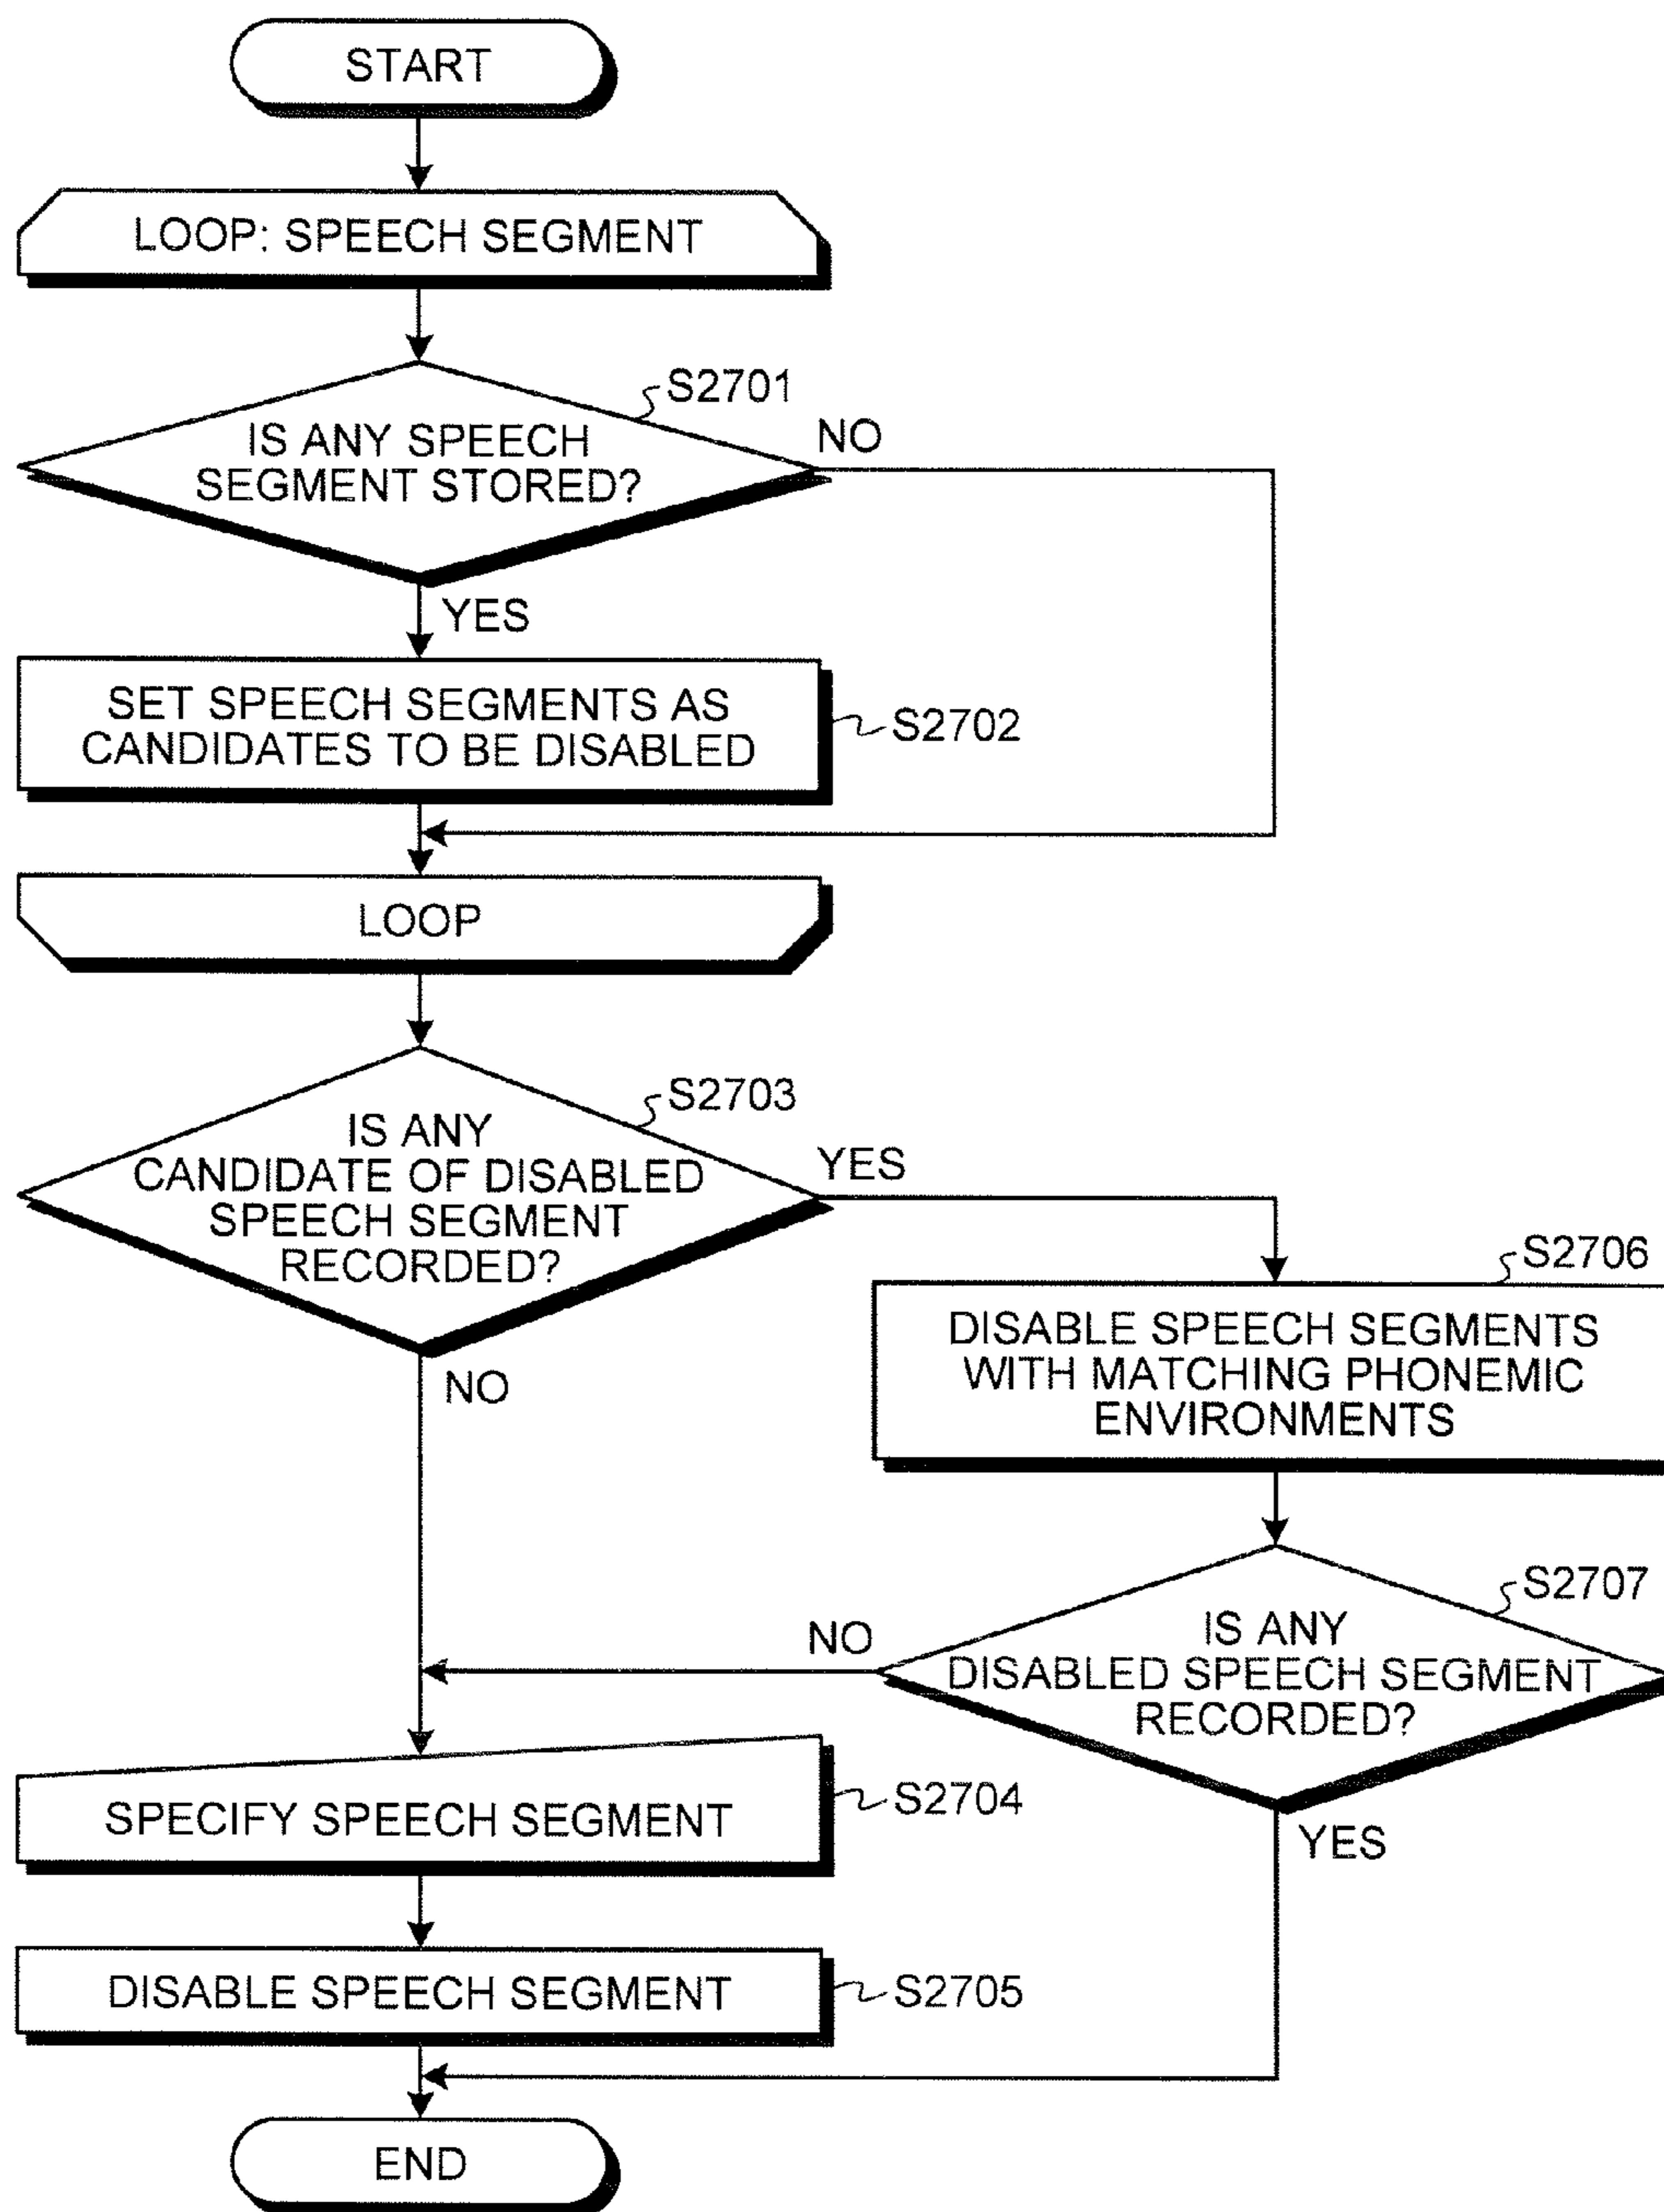 START
LOOP: SPEECH SEGMENT
S2701
IS ANY SPEECH
SEGMENT STORED?
NO
YES
SET SPEECH SEGMENTS AS
CANDIDATES TO BE DISABLED
S2702
LOOP
S2703
IS ANY
CANDIDATE OF DISABLED
SPEECH SEGMENT
RECORDED?
YES
NO
S2706
DISABLE SPEECH SEGMENTS
WITH MATCHING PHONEMIC
ENVIRONMENTS
S2707
IS ANY
DISABLED SPEECH SEGMENT
RECORDED?
NO
YES
SPECIFY SPEECH SEGMENT
S2704
DISABLE SPEECH SEGMENT
S2705
END